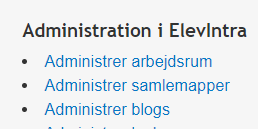 Administration i ElevIntra
Administrer arbejdsrum
Administrer samlemapper
Administrer blogs